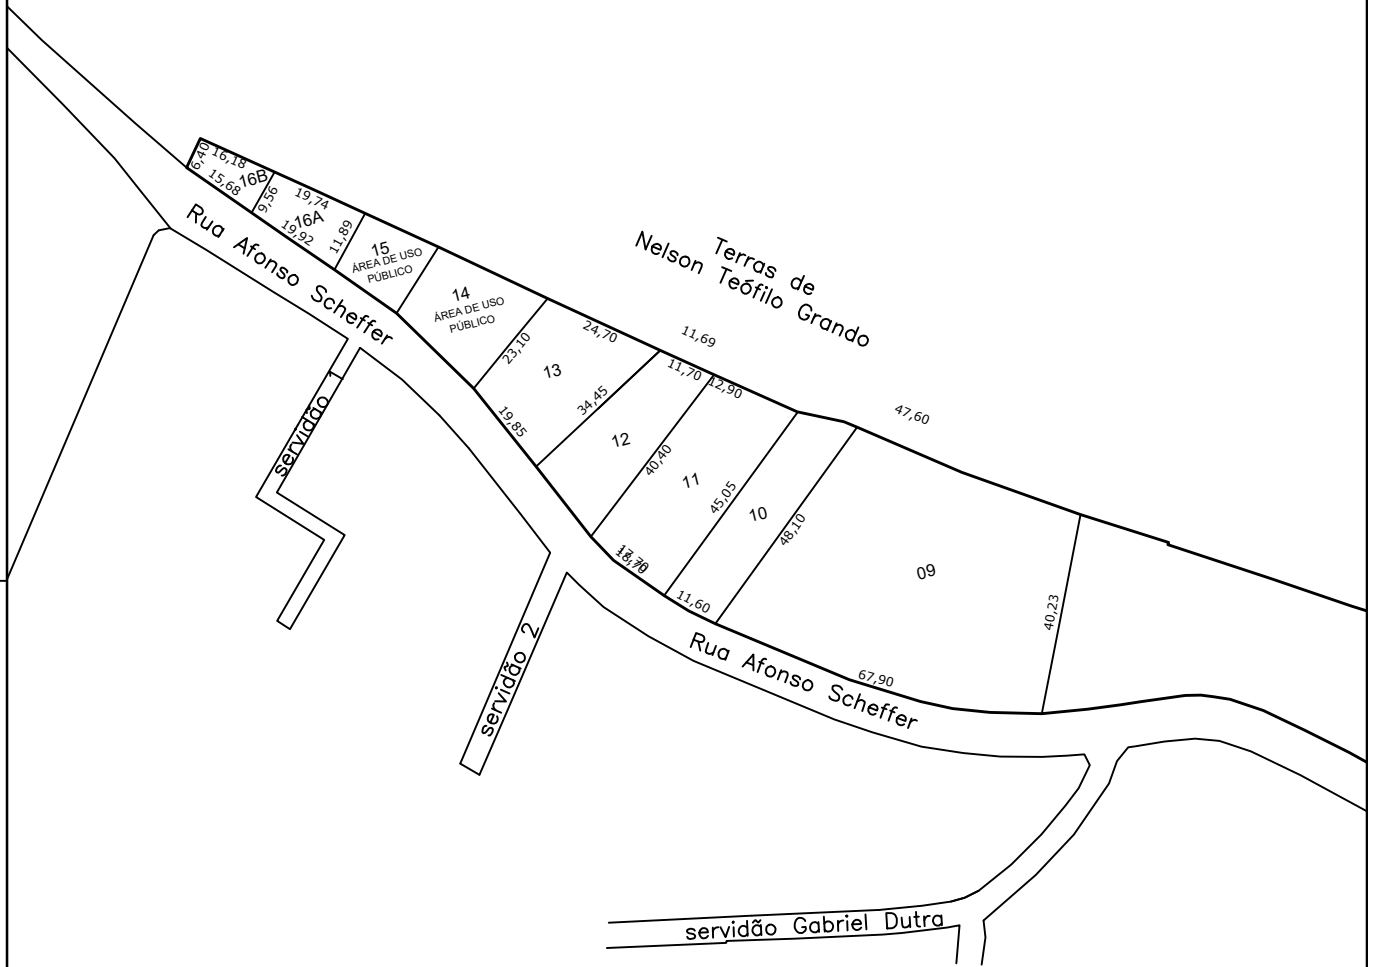 6,40
16,18
16B
15,68
9,56
19,74
16A
19,92
11,89
15
ÁREA DE USO
PÚBLICO
14
ÁREA DE USO
PÚBLICO
Rua Afonso Scheffer
Terras de
Nelson Teófilo Grando
23,10
24,70
13
19,85
34,45
11,69
11,70
12,90
12
40,40
11
45,05
47,60
10
48,10
09
40,23
17,70
18,70
11,60
67,90
Rua Afonso Scheffer
servidão 1
servidão 2
servidão Gabriel Dutra